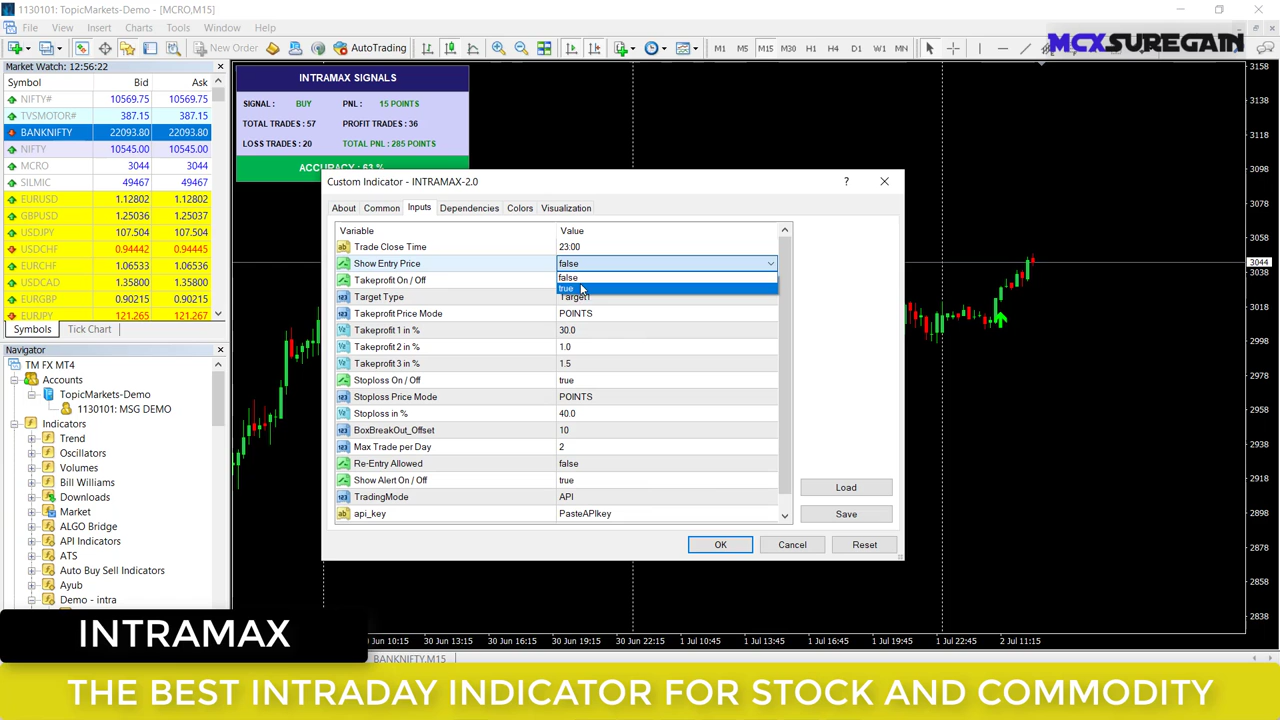 1130101: TopicMarkets-Demo - [MCRO,M15]
File View Insert Charts Tools Window Help
New Order AutoTrading M1 M5 M15 M30 H1 H4 D1 W1 MN
MCXSUREGAIN
Market Watch: 12:56:22
Symbol Bid Ask
NIFTY# 10569.75 10569.75
TVSMOTOR# 387.15 387.15
BANKNIFTY 22093.80 22093.80
NIFTY 10545.00 10545.00
MCRO 3044 3044
SILMIC 49467 49467
EURUSD 1.12802 1.12801
GBPUSD 1.25036 1.25037
USDJPY 107.504 107.505
USDCHF 0.94442 0.94445
EURCHF 1.06533 1.06538
USDCAD 1.35800 1.35801
EURGBP 0.90215 0.90216
EURJPY 121.265 121.267
Symbols Tick Chart
Navigator
TM FX MT4
Accounts
TopicMarkets-Demo
1130101: MSG DEMO
Indicators
Trend
Oscillators
Volumes
Bill Williams
Downloads
Market
ALGO Bridge
API Indicators
ATS
Auto Buy Sell Indicators
Ayub
Demo - intra
INTRAMAX SIGNALS
SIGNAL : BUY PNL : 15 POINTS
TOTAL TRADES : 57 PROFIT TRADES : 36
LOSS TRADES : 20 TOTAL PNL : 285 POINTS
ACCURACY : 63 %
Custom Indicator - INTRAMAX-2.0 ?
About Common Inputs Dependencies Colors Visualization
Variable Value
Trade Close Time 23:00
Show Entry Price false
false
true
Takeprofit On / Off
Target Type Target1
Takeprofit Price Mode POINTS
Takeprofit 1 in % 30.0
Takeprofit 2 in % 1.0
Takeprofit 3 in % 1.5
Stoploss On / Off true
Stoploss Price Mode POINTS
Stoploss in % 40.0
BoxBreakOut_Offset 10
Max Trade per Day 2
Re-Entry Allowed false
Show Alert On / Off true
TradingMode API
api_key PasteAPIkey
Load
Save
OK Cancel Reset
3158
3138
3118
3098
3078
3058
3044
3038
3018
2998
2978
2958
2938
2918
2898
2878
2858
2838
Jun 10:15 30 Jun 13:15 30 Jun 16:15 30 Jun 19:15 30 Jun 22:15 1 Jul 10:45 1 Jul 13:45 1 Jul 16:45 1 Jul 19:45 1 Jul 22:45 2 Jul 11:15
BANKNIFTY,M15
INTRAMAX
THE BEST INTRADAY INDICATOR FOR STOCK AND COMMODITY